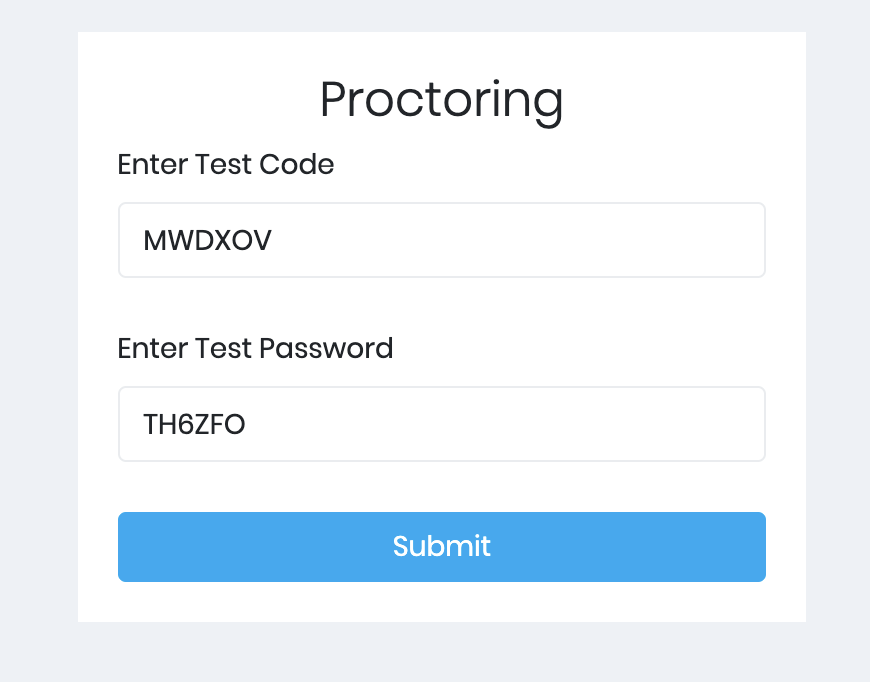 Proctoring
Enter Test Code
MWDXOV
Enter Test Password
TH6ZFO
Submit